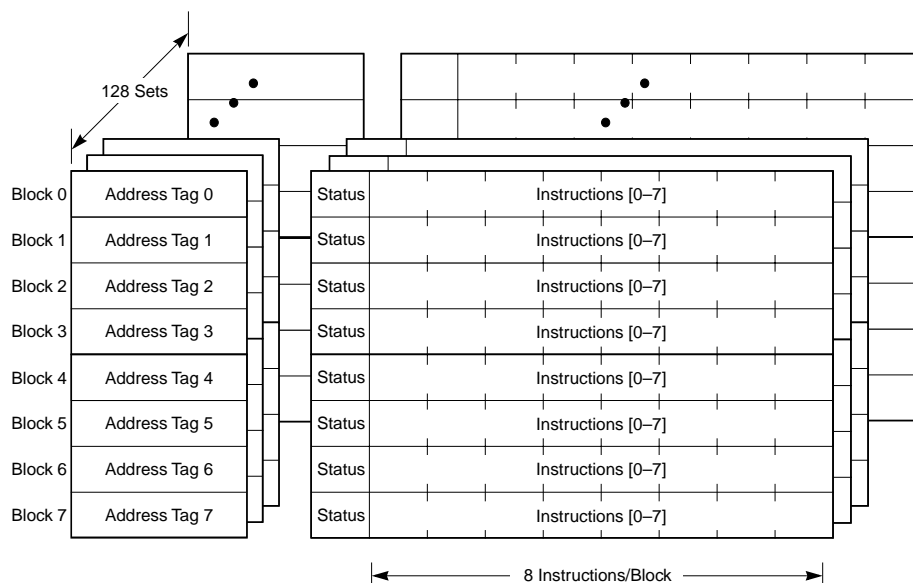 128 Sets
Block 0 Address Tag 0 Status Instructions [0–7]
Block 1 Address Tag 1 Status Instructions [0–7]
Block 2 Address Tag 2 Status Instructions [0–7]
Block 3 Address Tag 3 Status Instructions [0–7]
Block 4 Address Tag 4 Status Instructions [0–7]
Block 5 Address Tag 5 Status Instructions [0–7]
Block 6 Address Tag 6 Status Instructions [0–7]
Block 7 Address Tag 7 Status Instructions [0–7]
8 Instructions/Block